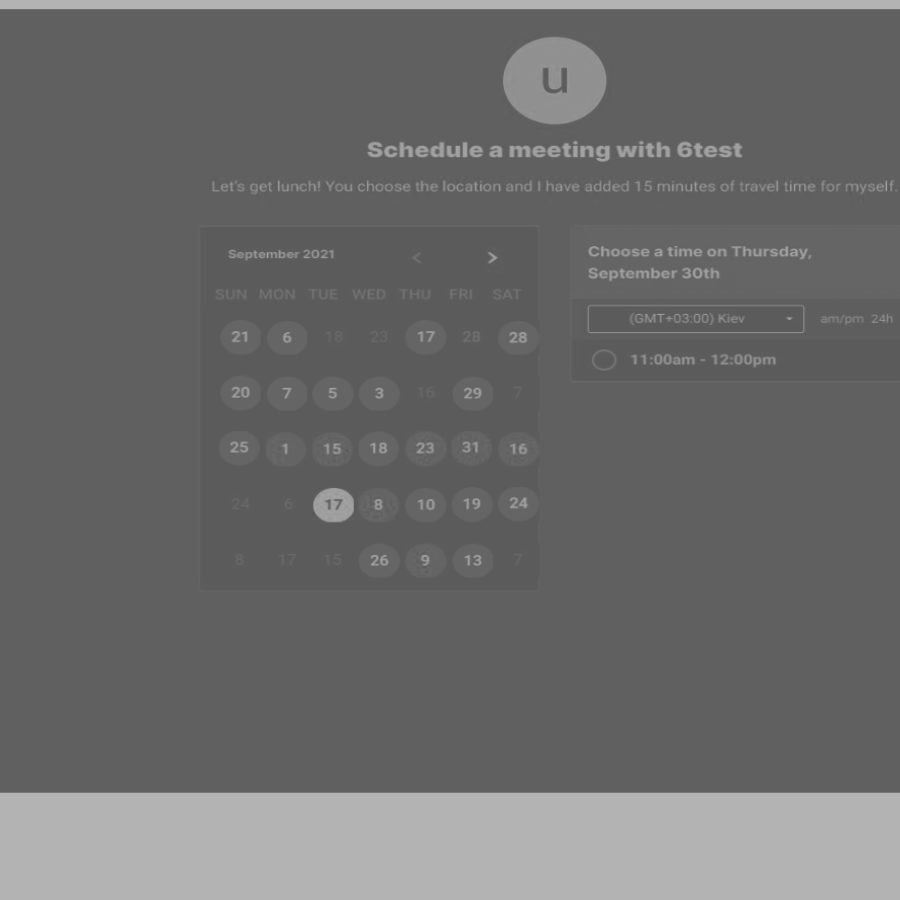 u
Schedule a meeting with 6test
Let's get lunch! You choose the location and I have added 15 minutes of travel time for myself.
September 2021
SUN MON TUE WED THU FRI SAT
21 6 18 23 17 28 28
20 7 5 3 16 29 7
25 1 15 18 23 31 16
24 6 17 8 10 19 24
8 17 15 26 9 13 7
Choose a time on Thursday,
September 30th
(GMT+03:00) Kiev
am/pm 24h
11:00am - 12:00pm